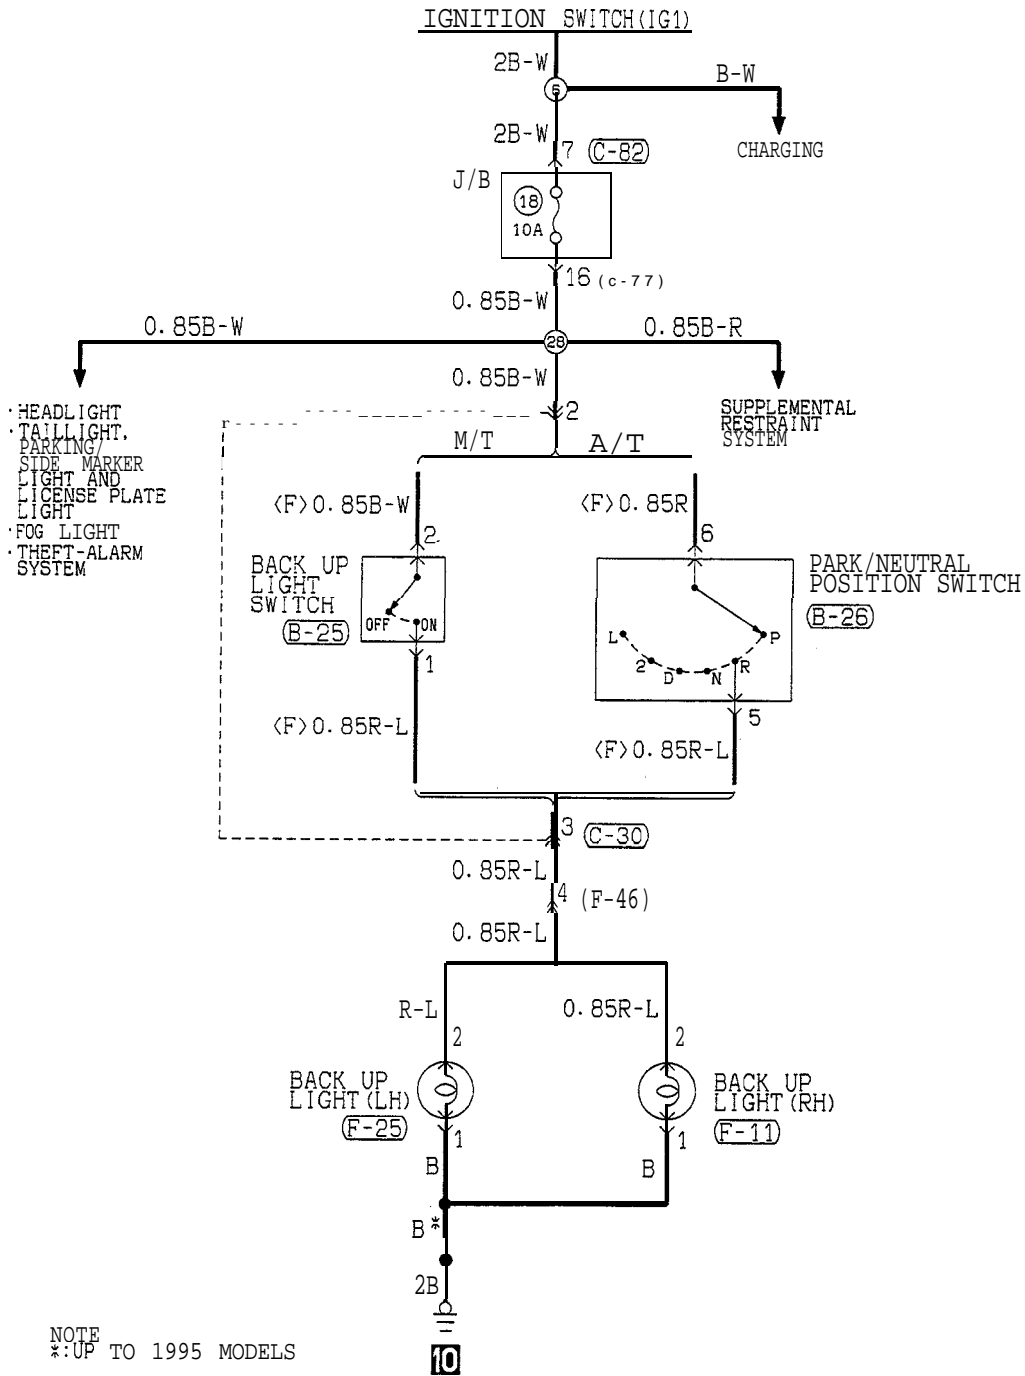 IGNITION SWITCH(IG1)
2B-W
B-W
6
2B-W
CHARGING
7 C-82
J/B
18
10A
16 (c-77)
0.85B-W
0.85B-W
0.85B-R
28
0.85B-W
2
·HEADLIGHT
·TAILLIGHT,
PARKING/
SIDE MARKER
LIGHT AND
LICENSE PLATE
LIGHT
·FOG LIGHT
·THEFT-ALARM
SYSTEM
SUPPLEMENTAL
RESTRAINT
SYSTEM
M/T
A/T
<F>0.85B-W
<F>0.85R
2
6
BACK UP
LIGHT
SWITCH
B-25
OFF
ON
1
PARK/NEUTRAL
POSITION SWITCH
B-26
L
2
D
N
R
P
5
<F>0.85R-L
<F>0.85R-L
3
C-30
0.85R-L
4 (F-46)
0.85R-L
R-L
0.85R-L
2
2
BACK UP
LIGHT(LH)
F-25
BACK UP
LIGHT(RH)
F-11
1
1
B
B
B*
2B
10
NOTE
*:UP TO 1995 MODELS